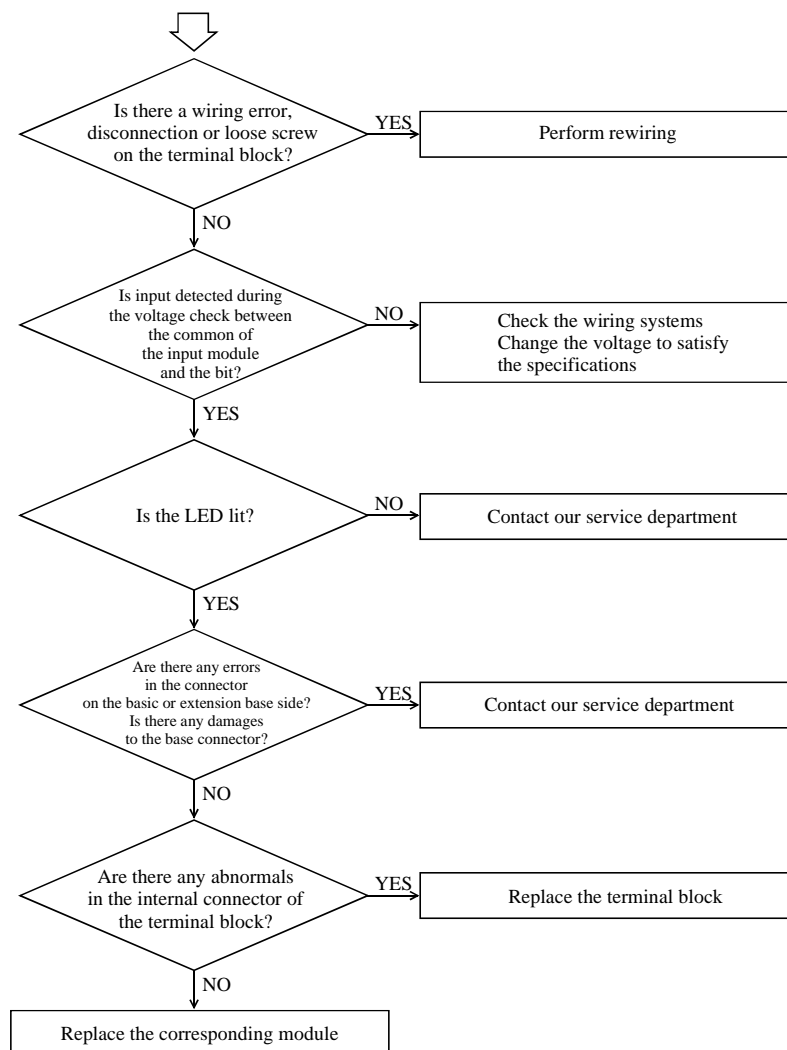 Is there a wiring error,
disconnection or loose screw
on the terminal block?
YES
Perform rewiring
NO
Is input detected during
the voltage check between
the common of
the input module
and the bit?
NO
Check the wiring systems
Change the voltage to satisfy
the specifications
YES
Is the LED lit?
NO
Contact our service department
YES
Are there any errors
in the connector
on the basic or extension base side?
Is there any damages
to the base connector?
YES
Contact our service department
NO
Are there any abnormals
in the internal connector of
the terminal block?
YES
Replace the terminal block
NO
Replace the corresponding module